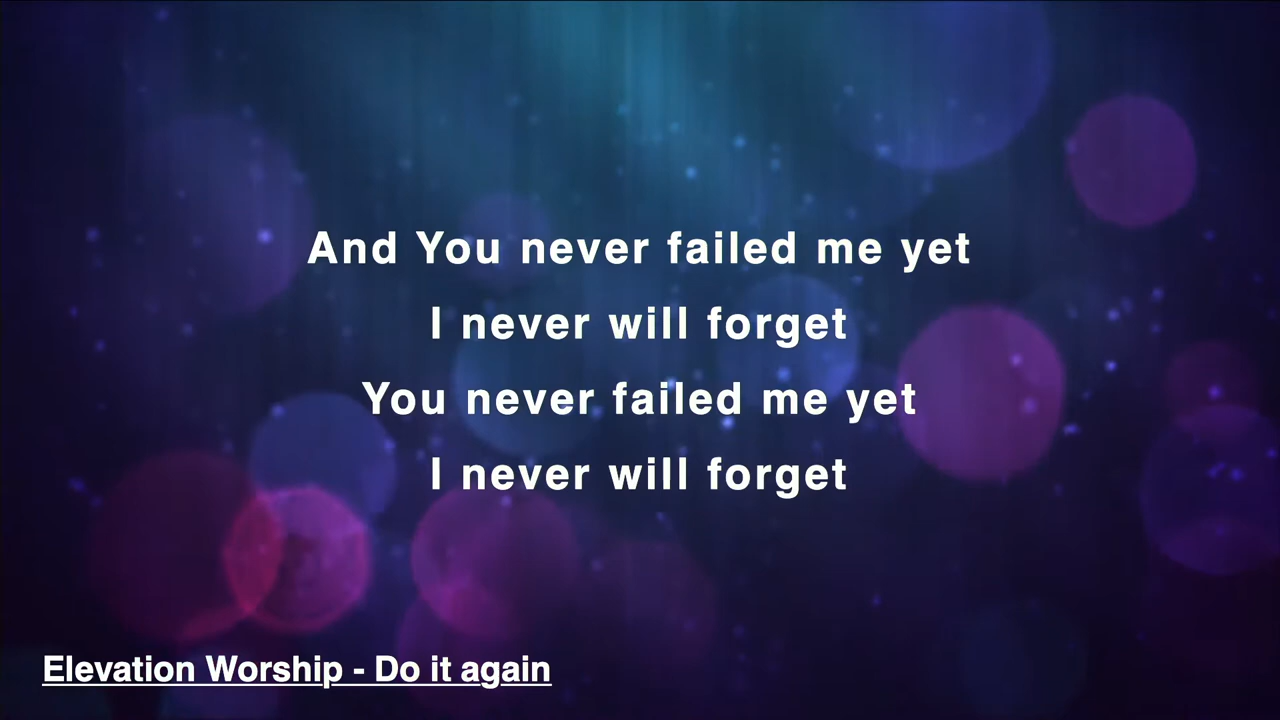 And You never failed me yet
I never will forget
You never failed me yet
I never will forget
Elevation Worship - Do it again